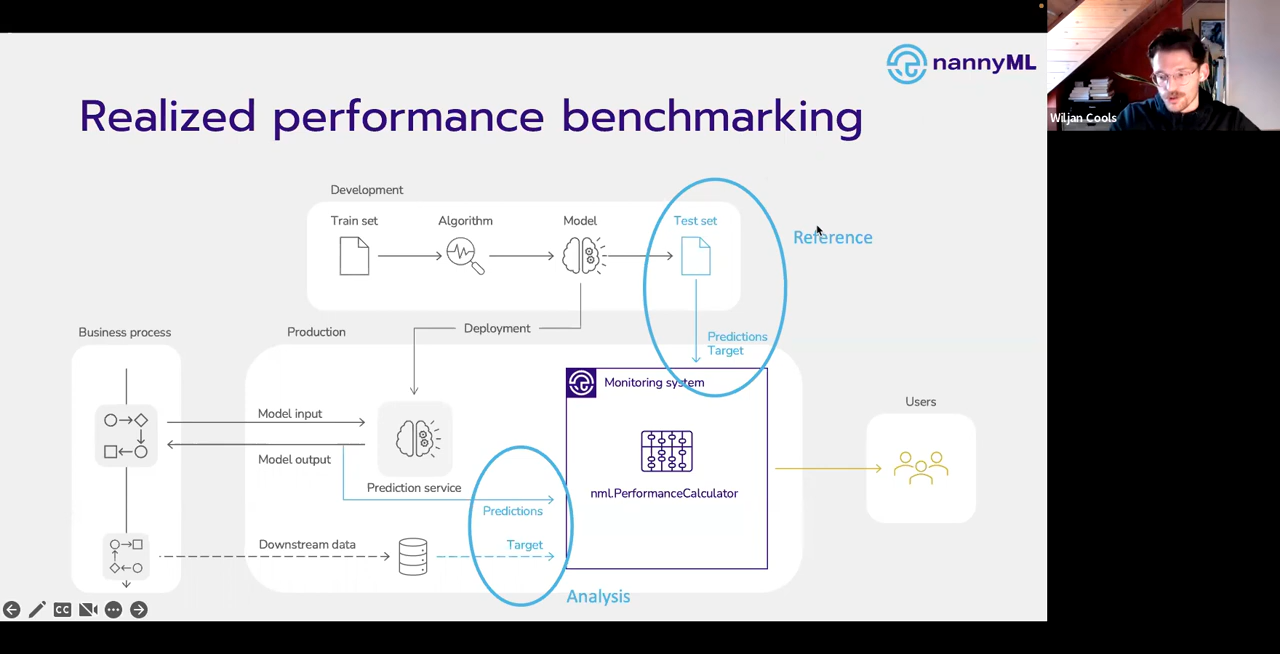 nannyML
Realized performance benchmarking
Wiljan Cools
Development
Train set
Algorithm
Model
Test set
Reference
Business process
Production
Deployment
Predictions
Target
Monitoring system
Model input
Model output
Prediction service
nml.PerformanceCalculator
Users
Predictions
Downstream data
Target
Analysis
CC